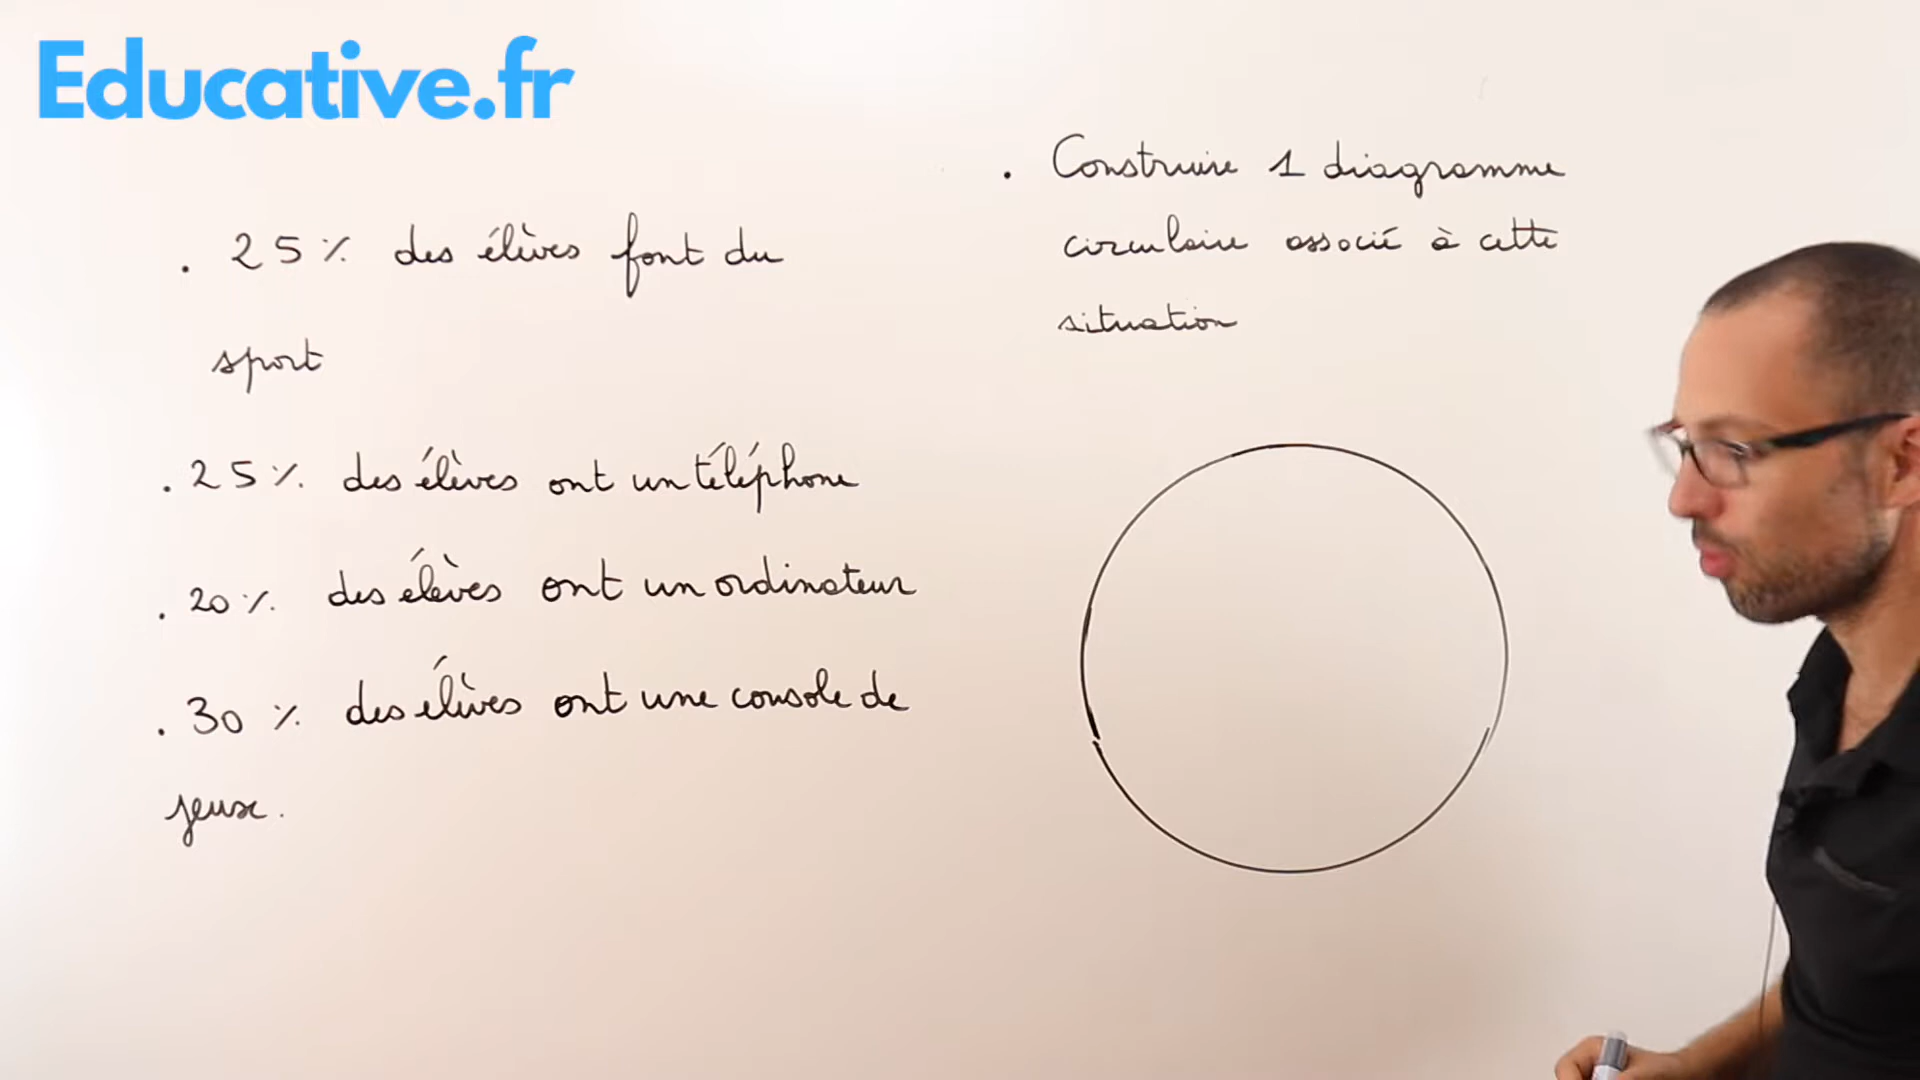 Educative.fr
. 25 % des élèves font du
sport
. 25 % des élèves ont un téléphone
. 20 % des élèves ont un ordinateur
. 30 % des élèves ont une console de
jeux.
. Construire 1 diagramme
circulaire associé à cette
situation